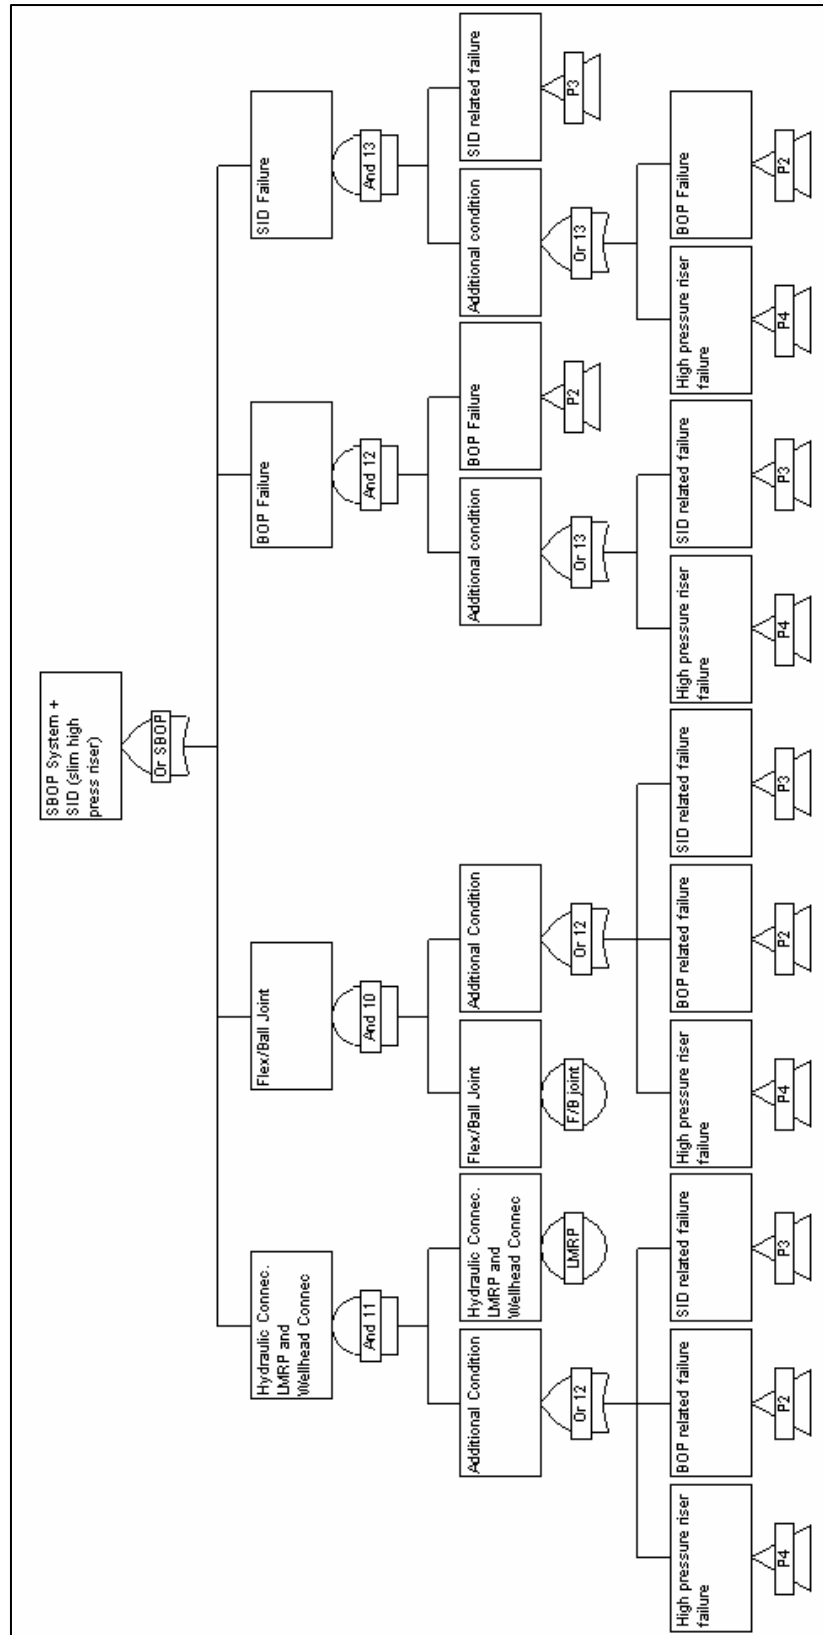 SBOP System +
SID (slim high
press riser)
Or SBOP
Hydraulic Connec.
LMRP and
Wellhead Connec
And 11
Flex/Ball Joint
And 10
BOP Failure
And 12
SID Failure
And 13
Additional Condition
Or 12
Hydraulic Connec.
LMRP and
Wellhead Connec
LMRP
Flex/Ball Joint
F/B joint
Additional Condition
Or 12
Additional condition
Or 13
BOP Failure
P2
Additional condition
Or 13
SID related failure
P3
High pressure riser
failure
P4
BOP related failure
P2
SID related failure
P3
High pressure riser
failure
P4
BOP related failure
P2
SID related failure
P3
High pressure riser
failure
P4
SID related failure
P3
High pressure riser
failure
P4
BOP Failure
P2